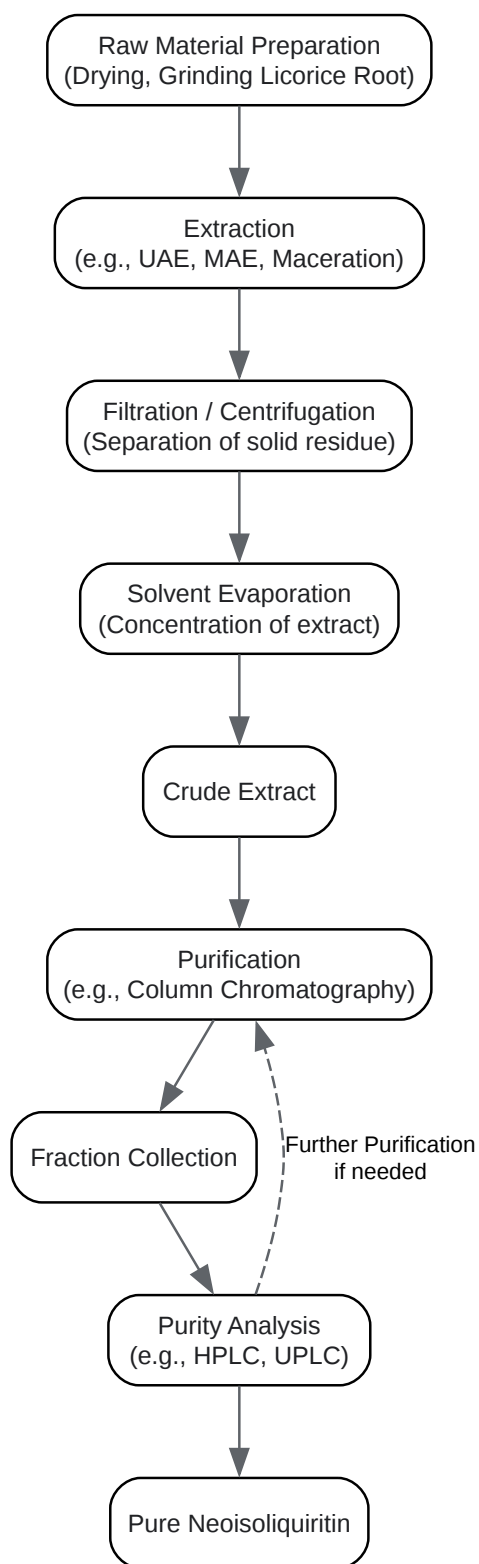 Raw Material Preparation
(Drying, Grinding Licorice Root)
Extraction
(e.g., UAE, MAE, Maceration)
Filtration / Centrifugation
(Separation of solid residue)
Solvent Evaporation
(Concentration of extract)
Crude Extract
Purification
(e.g., Column Chromatography)
Fraction Collection
Further Purification
if needed
Purity Analysis
(e.g., HPLC, UPLC)
Pure Neoisoliquiritin